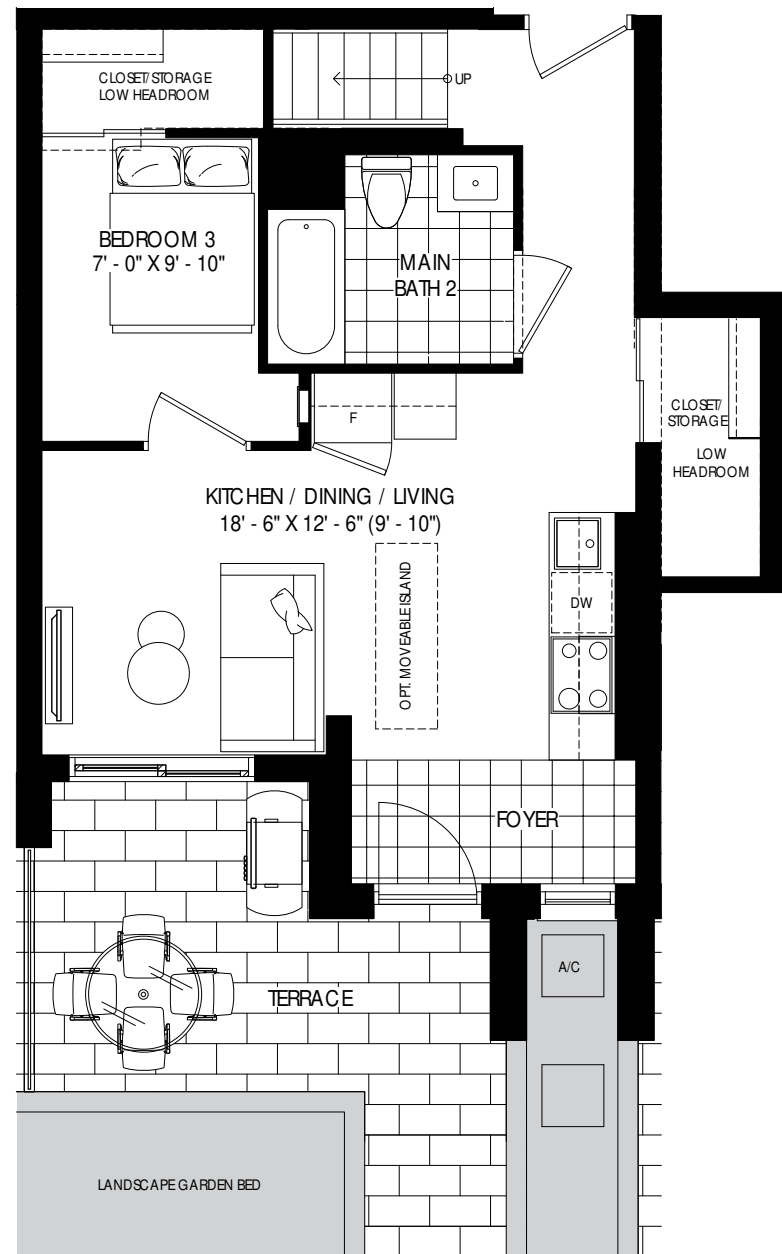 CLOSET/STORAGE
LOW HEADROOM
UP
BEDROOM 3
7' - 0" X 9' - 10"
MAIN
BATH 2
CLOSET/
STORAGE
LOW
HEADROOM
F
KITCHEN / DINING / LIVING
18' - 6" X 12' - 6" (9' - 10")
OPT. MOVEABLE ISLAND
DW
FOYER
A/C
TERRACE
LANDSCAPE GARDEN BED